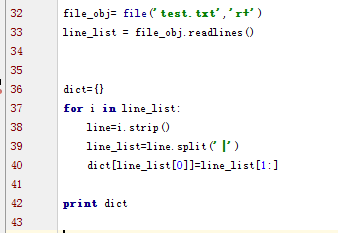 32 file_obj= file('test.txt','r+')
33 line_list = file_obj.readlines()
34
35
36 dict={}
37 for i in line_list:
38     line=i.strip()
39     line_list=line.split('|')
40     dict[line_list[0]]=line_list[1:]
41
42 print dict
43